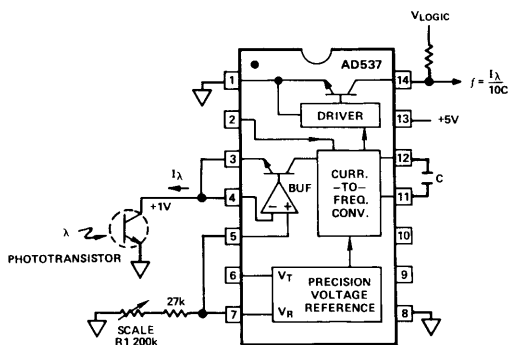 VLOGIC
AD537
1
14
f = Iλ/10C
DRIVER
2
13
+5V
Iλ
3
12
CURR.
–TO–
FREQ.
CONV.
C
+1V
4
BUF
11
– +
λ
5
10
PHOTOTRANSISTOR
6
VT
PRECISION
VOLTAGE
REFERENCE
9
27k
7
VR
8
SCALE
R1 200k